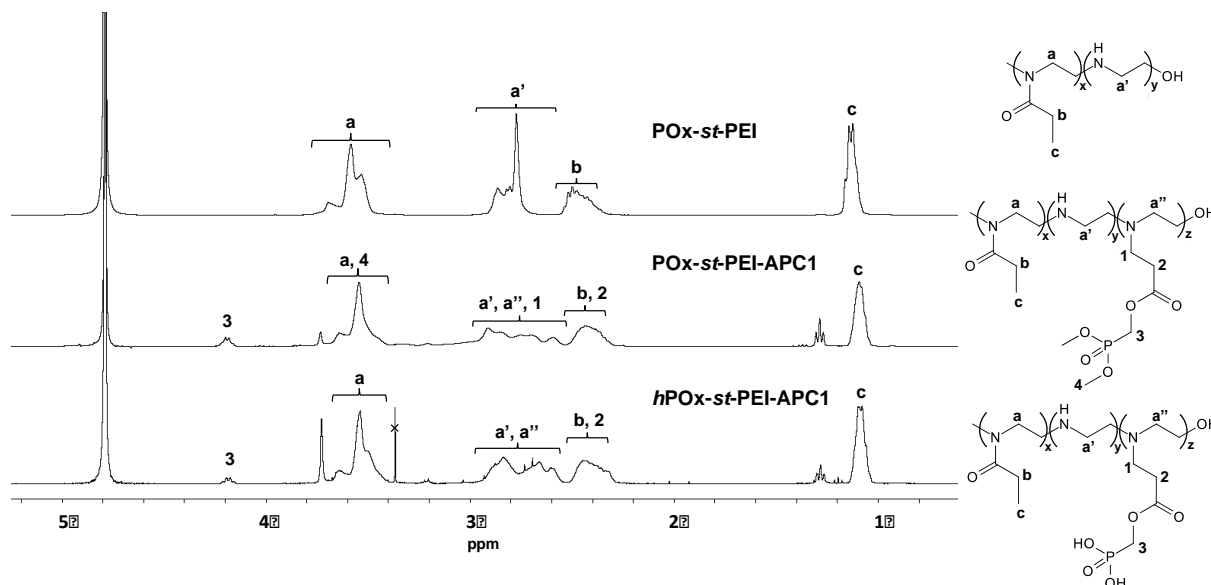 a
a'
b
c
POx-st-PEI
3
a, 4
a', a'', 1
b, 2
c
POx-st-PEI-APC1
3
a
×
a', a''
b, 2
c
hPOx-st-PEI-APC1
5 4 3 2 1
ppm
H
a
N
N
x
a'
y
OH
O
b
c
H
a
a''
OH
N
N
N
x
a'
y
z
1
2
O
b
c
O
O
O
P
3
O
O
4
H
a
a''
OH
N
N
N
x
a'
y
z
1
2
O
b
c
O
O
HO
P
3
O
OH